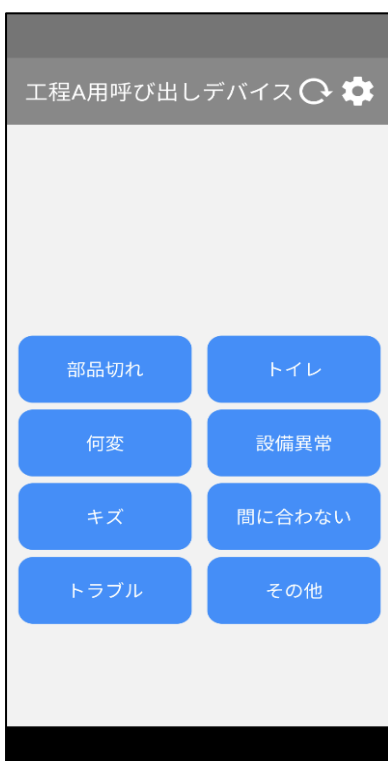 工程A用呼び出しデバイス
部品切れ トイレ
何変 設備異常
キズ 間に合わない
トラブル その他